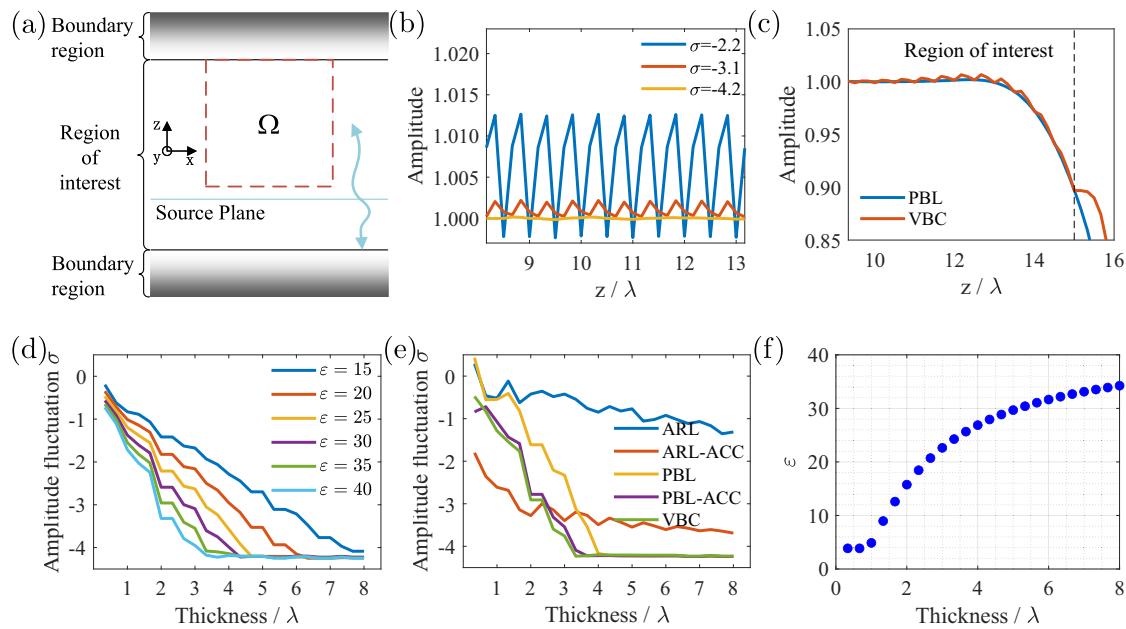 (a)
Boundary
region
Region
of
interest
Boundary
region
z
y
x
Ω
Source Plane
(b)
Amplitude
1.020
1.015
1.010
1.005
1.000
9
10
11
12
13
z / λ
σ=-2.2
σ=-3.1
σ=-4.2
(c)
Amplitude
1.05
1.00
0.95
0.90
0.85
10
12
14
16
z / λ
Region of interest
PBL
VBC
(d)
Amplitude fluctuation σ
0
-1
-2
-3
-4
1
2
3
4
5
6
7
8
Thickness / λ
ε = 15
ε = 20
ε = 25
ε = 30
ε = 35
ε = 40
(e)
Amplitude fluctuation σ
0
-1
-2
-3
-4
1
2
3
4
5
6
7
8
Thickness / λ
ARL
ARL-ACC
PBL
PBL-ACC
VBC
(f)
ε
40
30
20
10
0
0
2
4
6
8
Thickness / λ